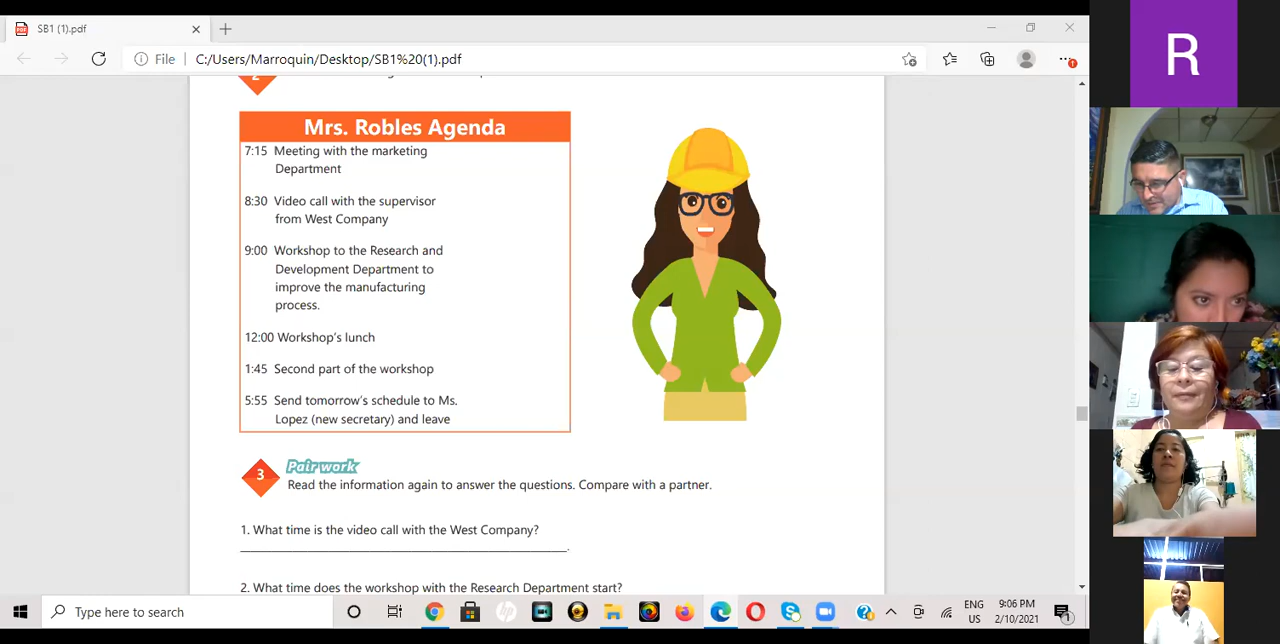 SB1 (1).pdf
File
C:/Users/Marroquin/Desktop/SB1%20(1).pdf
R
2
Mrs. Robles Agenda
7:15 Meeting with the marketing
Department
8:30 Video call with the supervisor
from West Company
9:00 Workshop to the Research and
Development Department to
improve the manufacturing
process.
12:00 Workshop's lunch
1:45 Second part of the workshop
5:55 Send tomorrow's schedule to Ms.
Lopez (new secretary) and leave
3
Pair work
Read the information again to answer the questions. Compare with a partner.
1. What time is the video call with the West Company?
2. What time does the workshop with the Research Department start?
Type here to search
ENG
US
9:06 PM
2/10/2021
1